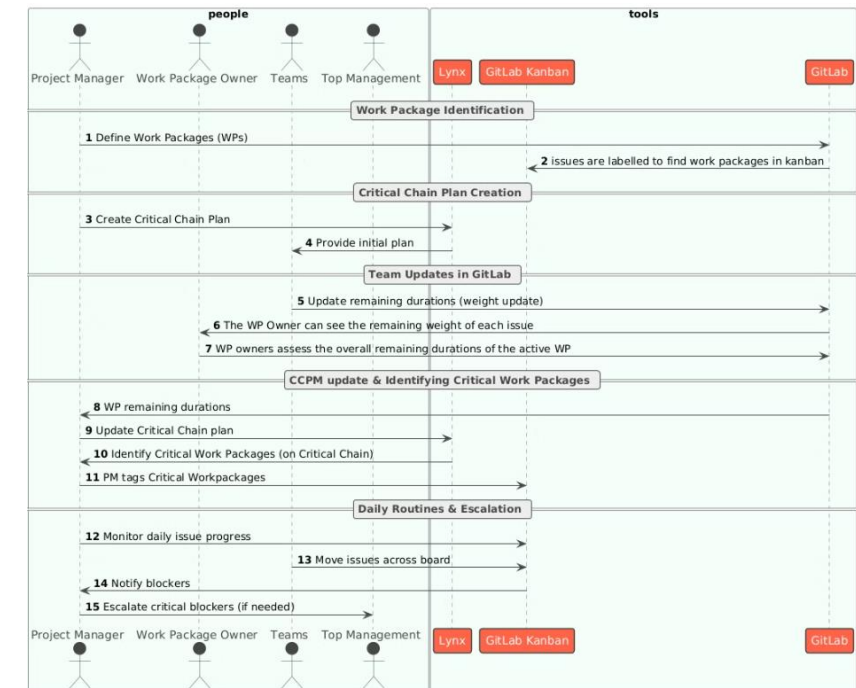 people
tools
Project Manager
Work Package Owner
Teams
Top Management
Lynx
GitLab Kanban
GitLab
Work Package Identification
1 Define Work Packages (WPs)
2 issues are labelled to find work packages in kanban
Critical Chain Plan Creation
3 Create Critical Chain Plan
4 Provide initial plan
Team Updates in GitLab
5 Update remaining durations (weight update)
6 The WP Owner can see the remaining weight of each issue
7 WP owners assess the overall remaining durations of the active WP
CCPM update & Identifying Critical Work Packages
8 WP remaining durations
9 Update Critical Chain plan
10 Identify Critical Work Packages (on Critical Chain)
11 PM tags Critical Workpackages
Daily Routines & Escalation
12 Monitor daily issue progress
13 Move issues across board
14 Notify blockers
15 Escalate critical blockers (if needed)
Project Manager
Work Package Owner
Teams
Top Management
Lynx
GitLab Kanban
GitLab